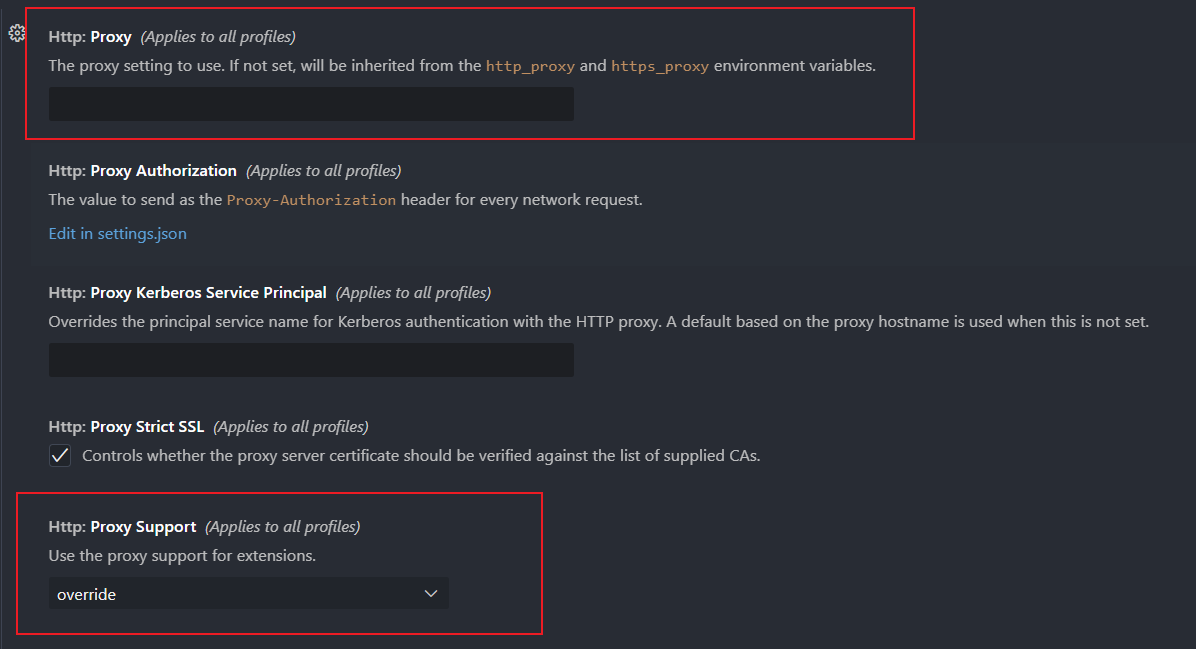 Http: Proxy (Applies to all profiles)
The proxy setting to use. If not set, will be inherited from the http_proxy and https_proxy environment variables.
Http: Proxy Authorization (Applies to all profiles)
The value to send as the Proxy-Authorization header for every network request.
Edit in settings.json
Http: Proxy Kerberos Service Principal (Applies to all profiles)
Overrides the principal service name for Kerberos authentication with the HTTP proxy. A default based on the proxy hostname is used when this is not set.
Http: Proxy Strict SSL (Applies to all profiles)
Controls whether the proxy server certificate should be verified against the list of supplied CAs.
Http: Proxy Support (Applies to all profiles)
Use the proxy support for extensions.
override